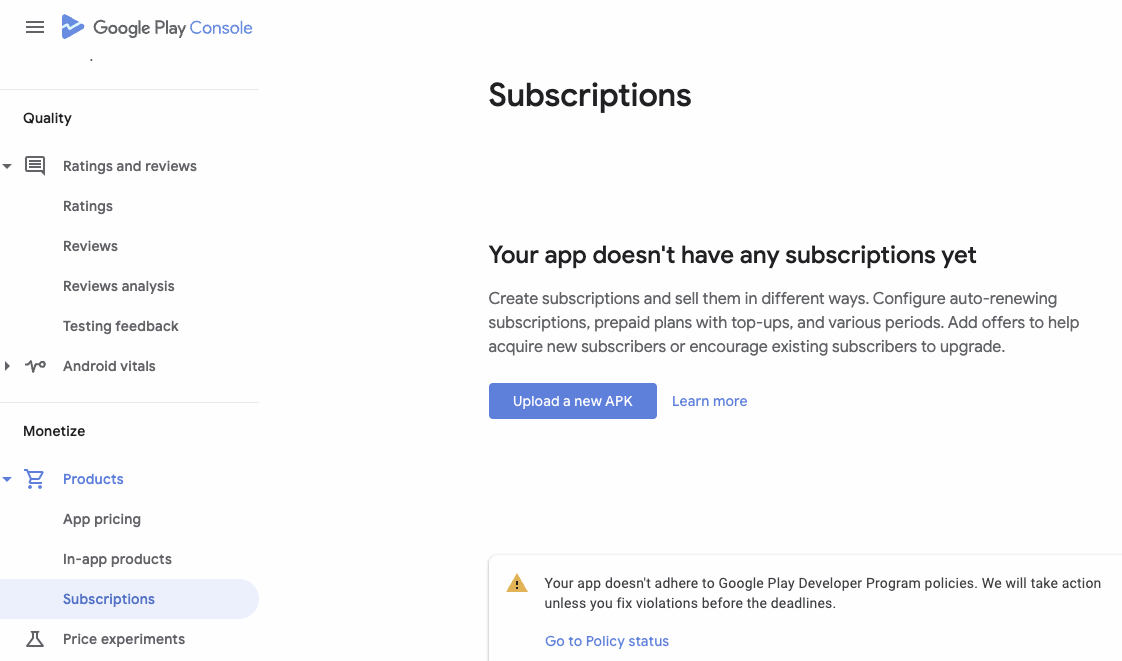 Google Play Console
Quality
Ratings and reviews
Ratings
Reviews
Reviews analysis
Testing feedback
Android vitals
Monetize
Products
App pricing
In-app products
Subscriptions
Price experiments
Subscriptions
Your app doesn't have any subscriptions yet
Create subscriptions and sell them in different ways. Configure auto-renewing
subscriptions, prepaid plans with top-ups, and various periods. Add offers to help
acquire new subscribers or encourage existing subscribers to upgrade.
Upload a new APK
Learn more
Your app doesn't adhere to Google Play Developer Program policies. We will take action
unless you fix violations before the deadlines.
Go to Policy status